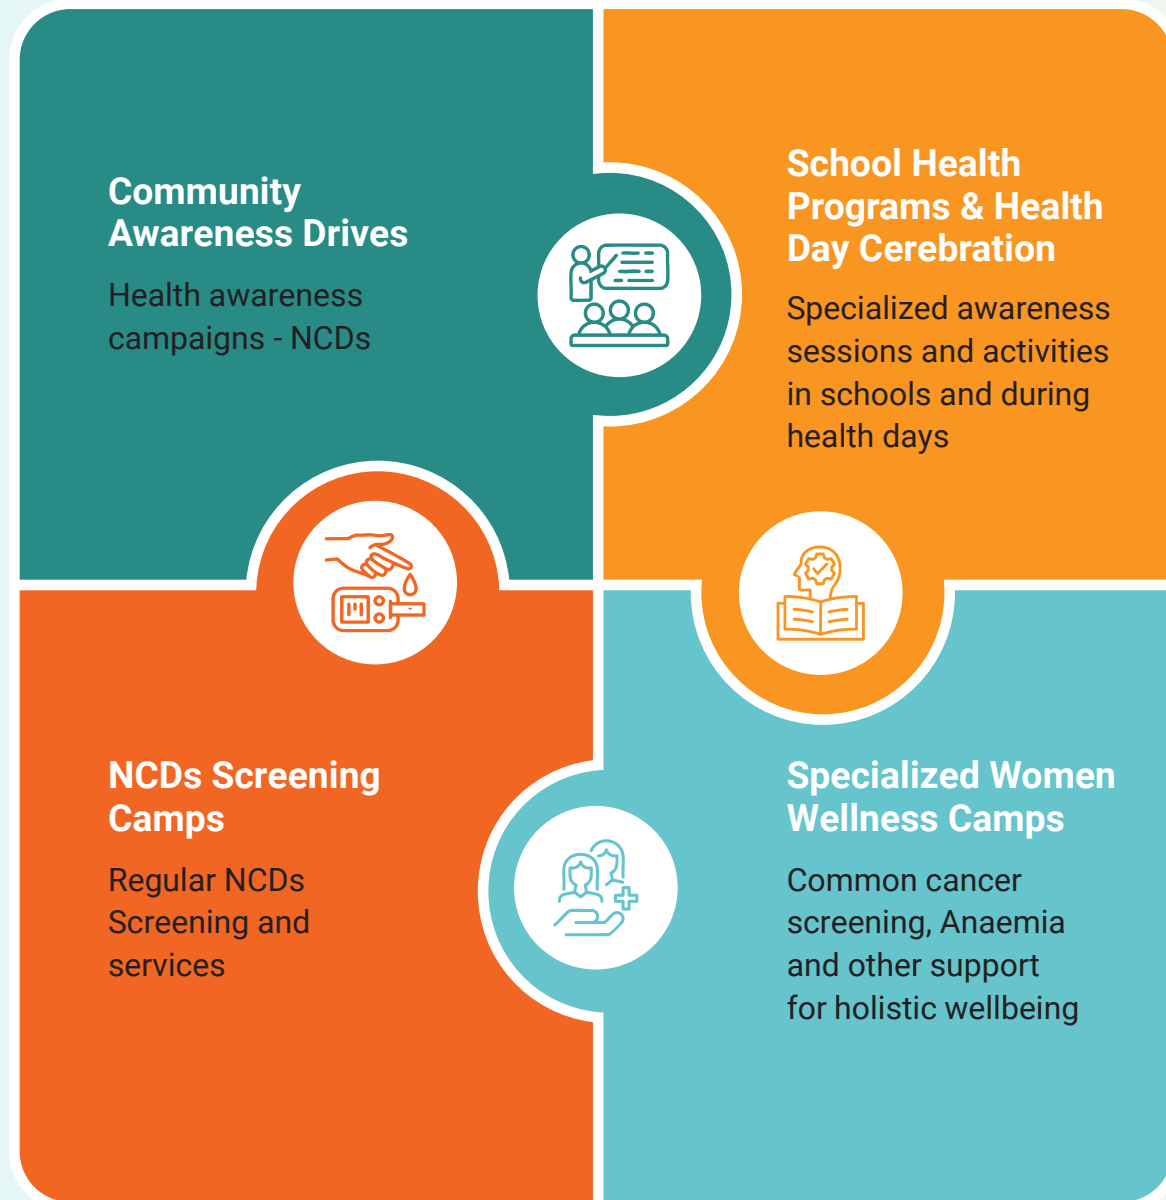 Community
Awareness Drives
Health awareness
campaigns - NCDs
School Health
Programs & Health
Day Cerebration
Specialized awareness
sessions and activities
in schools and during
health days
NCDs Screening
Camps
Regular NCDs
Screening and
services
Specialized Women
Wellness Camps
Common cancer
screening, Anaemia
and other support
for holistic wellbeing